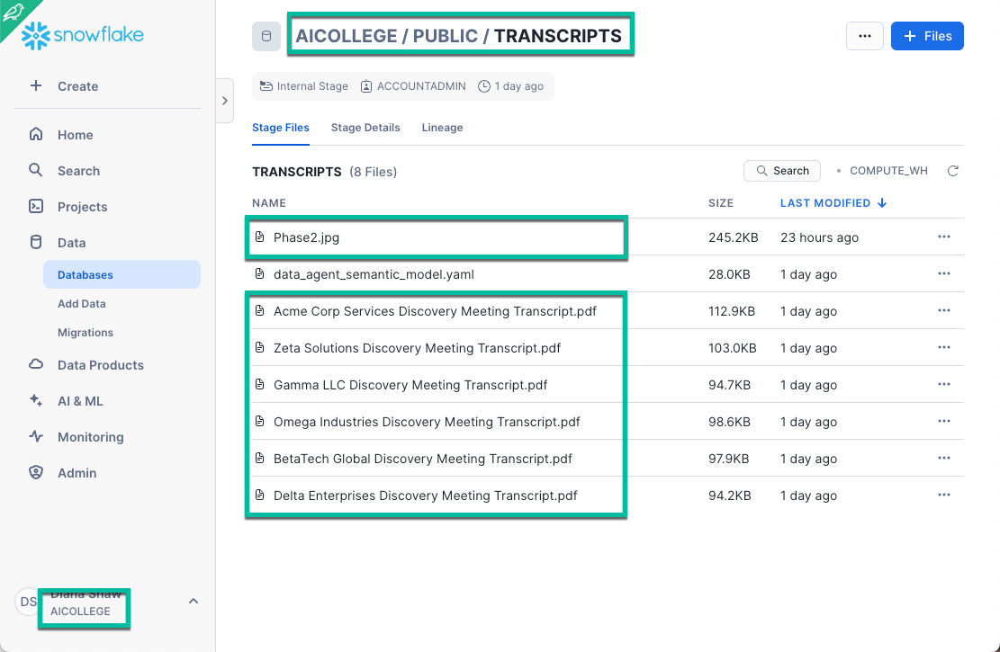 snowflake
Create
Home
Search
Projects
Data
Databases
Add Data
Migrations
Data Products
AI & ML
Monitoring
Admin
DS
Diana Shaw
AICOLLEGE
AICOLLEGE / PUBLIC / TRANSCRIPTS
... + Files
Internal Stage ACCOUNTADMIN 1 day ago
Stage Files Stage Details Lineage
TRANSCRIPTS (8 Files) Search • COMPUTE_WH
NAME SIZE LAST MODIFIED
Phase2.jpg 245.2KB 23 hours ago ...
data_agent_semantic_model.yaml 28.0KB 1 day ago ...
Acme Corp Services Discovery Meeting Transcript.pdf 112.9KB 1 day ago ...
Zeta Solutions Discovery Meeting Transcript.pdf 103.0KB 1 day ago ...
Gamma LLC Discovery Meeting Transcript.pdf 94.7KB 1 day ago ...
Omega Industries Discovery Meeting Transcript.pdf 98.6KB 1 day ago ...
BetaTech Global Discovery Meeting Transcript.pdf 97.9KB 1 day ago ...
Delta Enterprises Discovery Meeting Transcript.pdf 94.2KB 1 day ago ...